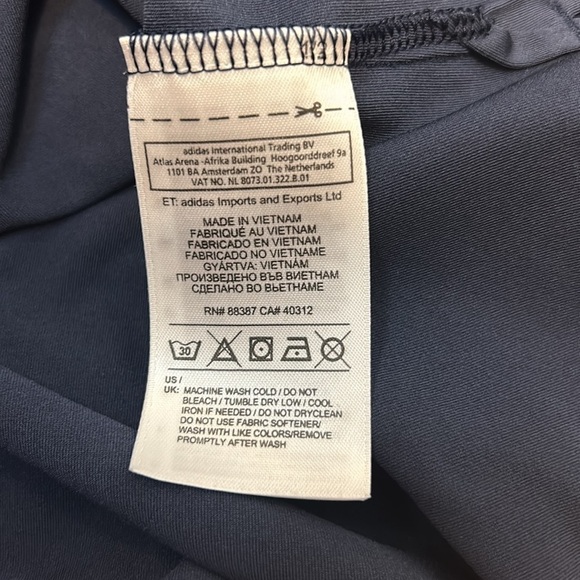 adidas International Trading BV
Atlas Arena -Afrika Building Hoogoorddreef 9a
1101 BA Amsterdam ZO The Netherlands
VAT NO. NL 8073.01.322.B.01
ET: adidas Imports and Exports Ltd
MADE IN VIETNAM
FABRIQUÉ AU VIETNAM
FABRICADO EN VIETNAM
FABRICADO NO VIETNAME
GYÁRTVA: VIETNÁM
ПРОИЗВЕДЕНО ВЪВ ВИЕТНАМ
СДЕЛАНО ВО ВЬЕТНАМЕ
RN# 88387 CA# 40312
30
US /
UK: MACHINE WASH COLD / DO NOT
BLEACH / TUMBLE DRY LOW / COOL
IRON IF NEEDED / DO NOT DRYCLEAN
DO NOT USE FABRIC SOFTENER/
WASH WITH LIKE COLORS/REMOVE
PROMPTLY AFTER WASH